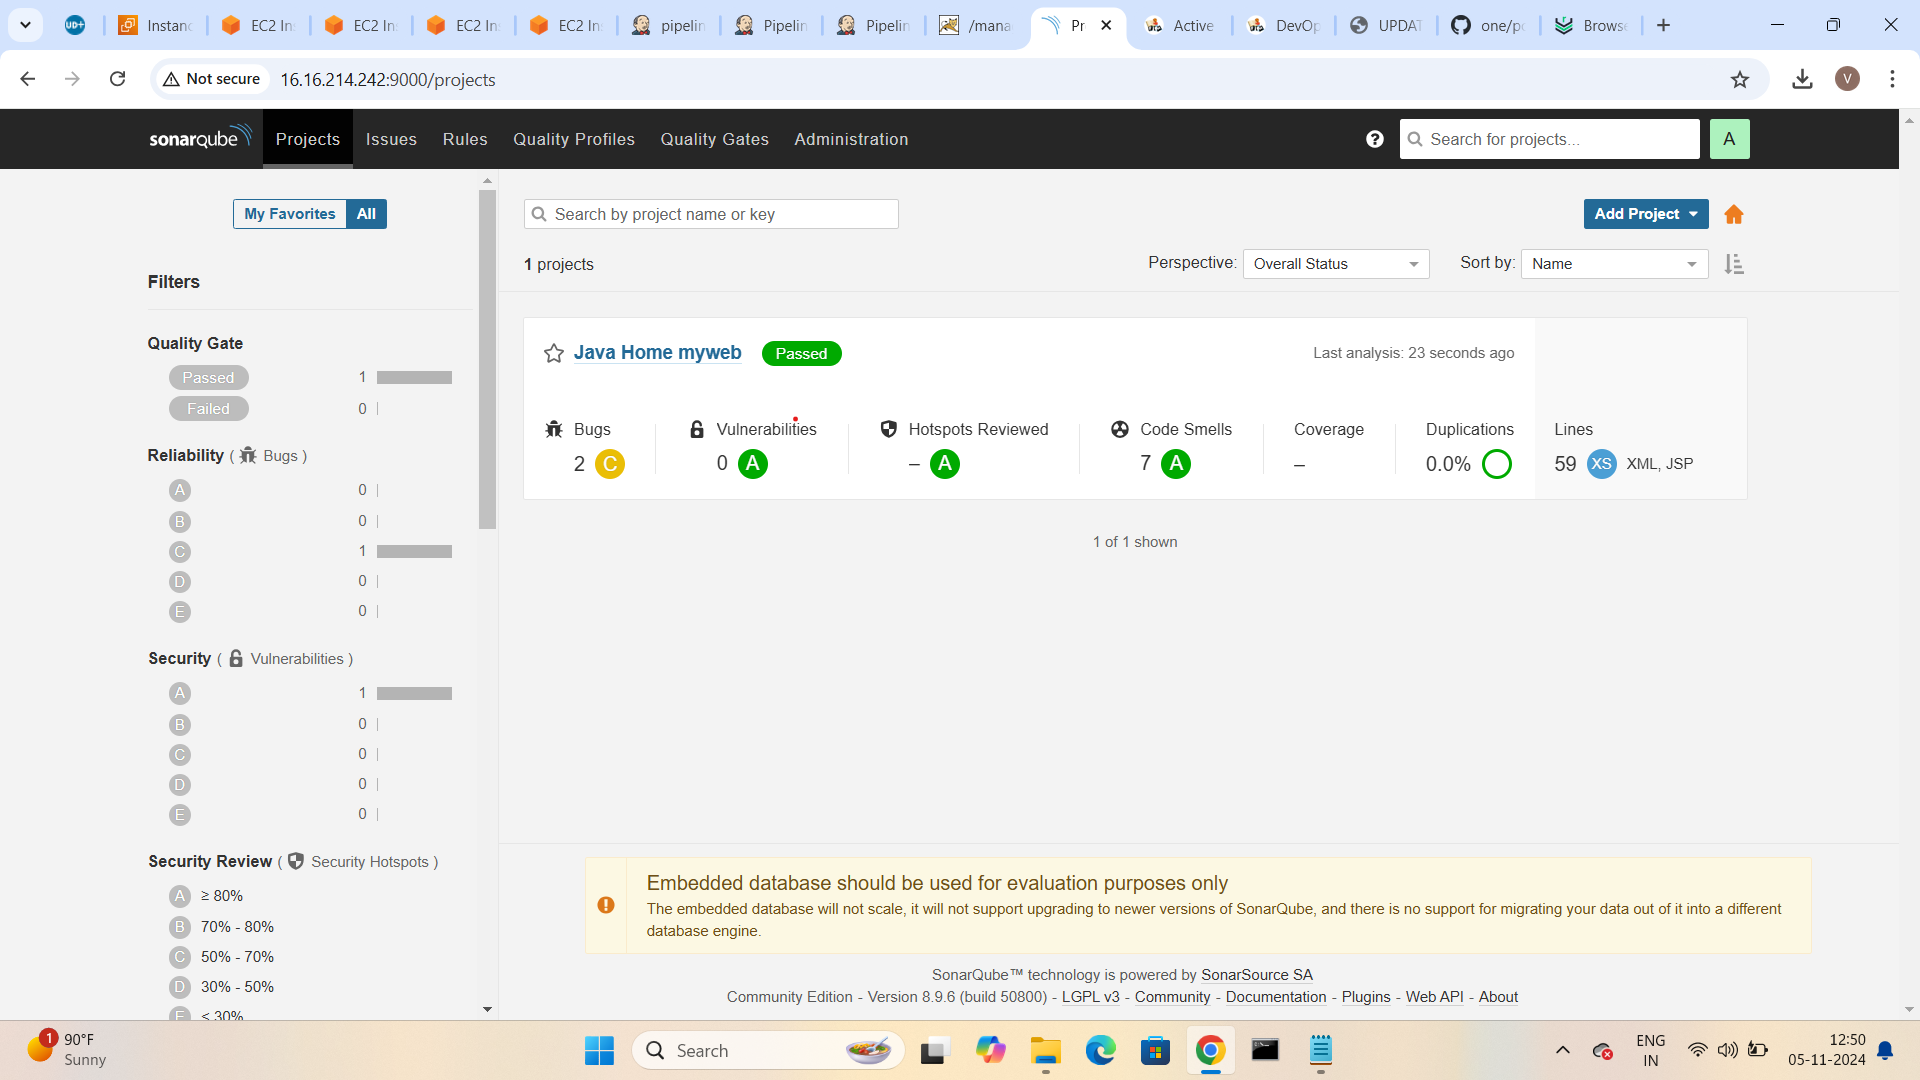 UD+
Instanc
EC2 Ins
EC2 Ins
EC2 Ins
EC2 Ins
pipelin
Pipelin
Pipelin
/mana
Pr
Active
DevOp
UPDAT
one/po
Browse
Not secure
16.16.214.242:9000/projects
V
sonarqube
Projects
Issues
Rules
Quality Profiles
Quality Gates
Administration
Search for projects...
A
My Favorites
All
Search by project name or key
Add Project
1 projects
Perspective:
Overall Status
Sort by:
Name
Filters
Quality Gate
Passed 1
Failed 0
Reliability ( Bugs )
A 0
B 0
C 1
D 0
E 0
Security ( Vulnerabilities )
A 1
B 0
C 0
D 0
E 0
Security Review ( Security Hotspots )
A ≥ 80%
B 70% - 80%
C 50% - 70%
D 30% - 50%
E < 30%
Java Home myweb Passed
Last analysis: 23 seconds ago
Bugs
2 C
Vulnerabilities
0 A
Hotspots Reviewed
– A
Code Smells
7 A
Coverage
–
Duplications
0.0%
Lines
59 XS XML, JSP
1 of 1 shown
Embedded database should be used for evaluation purposes only
The embedded database will not scale, it will not support upgrading to newer versions of SonarQube, and there is no support for migrating your data out of it into a different
database engine.
SonarQube™ technology is powered by SonarSource SA
Community Edition - Version 8.9.6 (build 50800) - LGPL v3 - Community - Documentation - Plugins - Web API - About
1
90°F
Sunny
Search
ENG
IN
12:50
05-11-2024